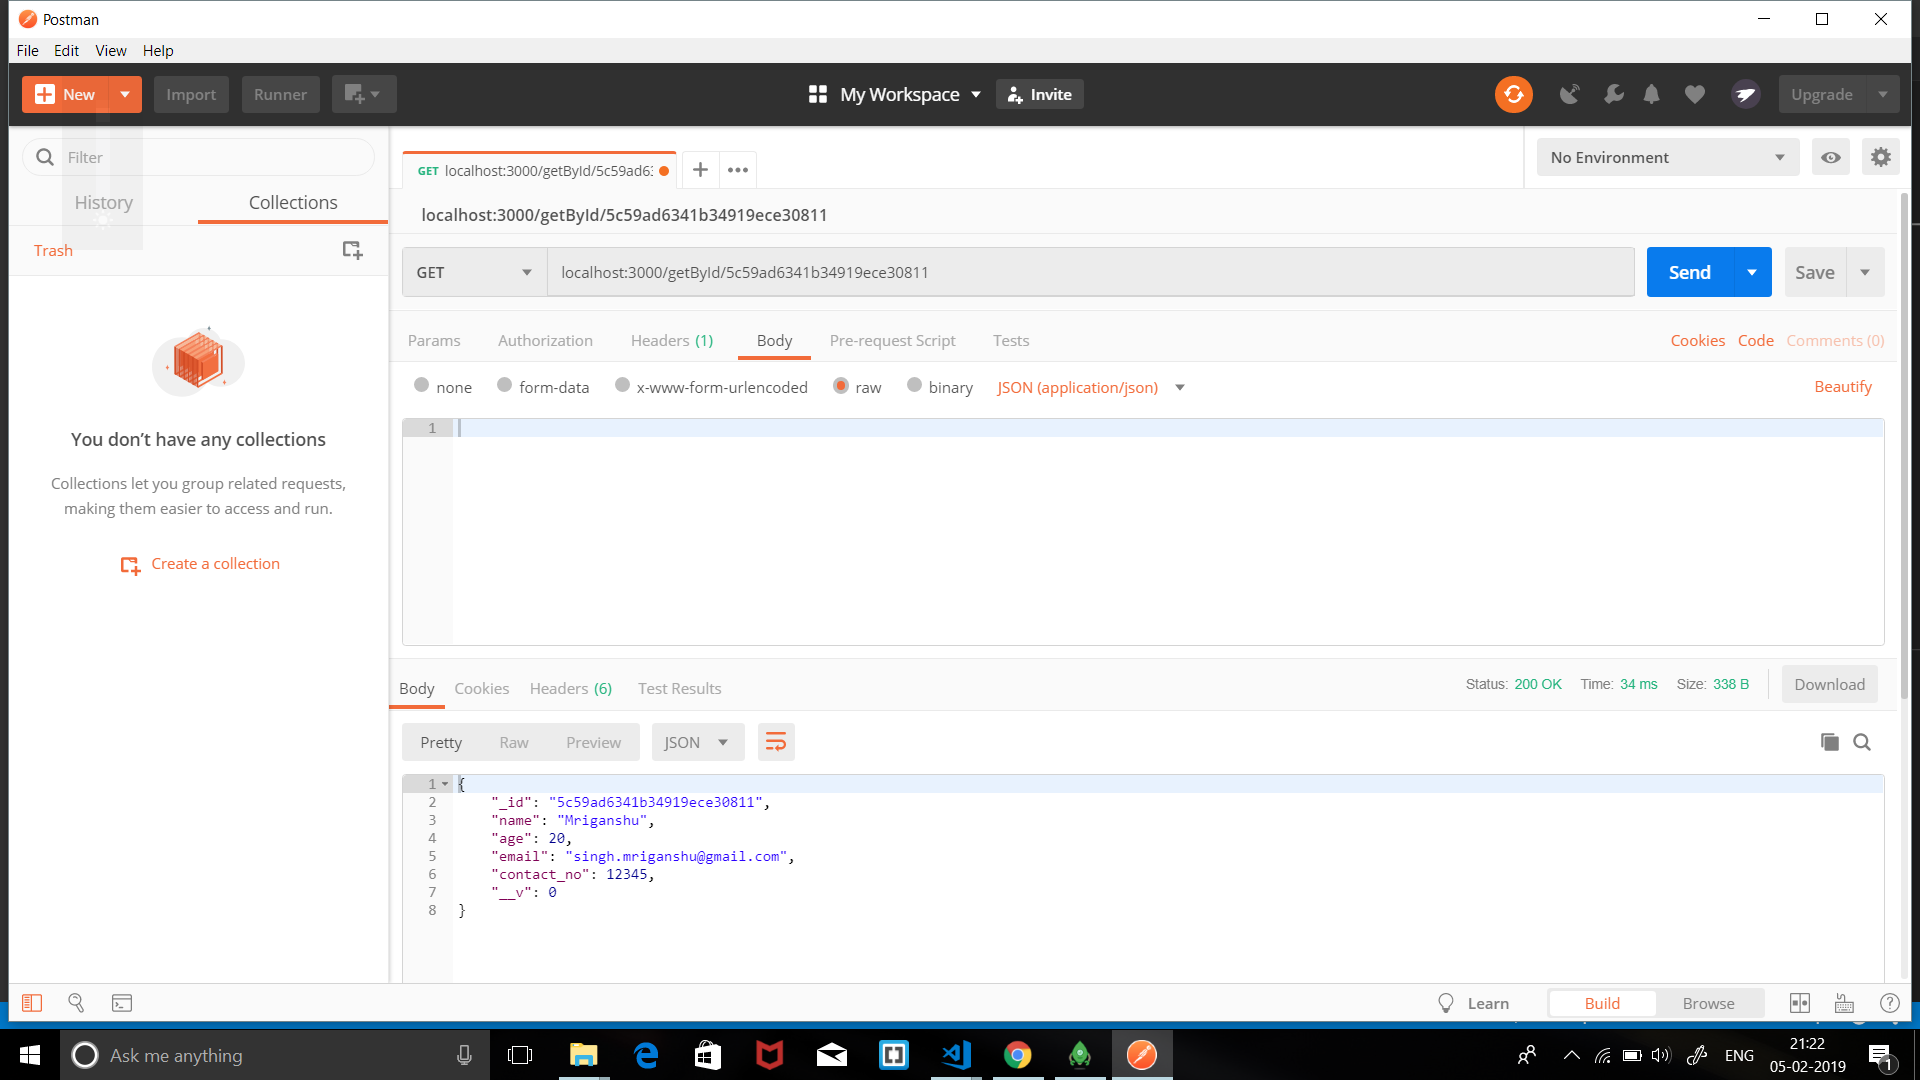 Postman
File Edit View Help
New Import Runner My Workspace Invite Upgrade
Filter
History Collections
Trash
You don’t have any collections
Collections let you group related requests,
making them easier to access and run.
Create a collection
GET localhost:3000/getById/5c59ad6: No Environment
localhost:3000/getById/5c59ad6341b34919ece30811
GET localhost:3000/getById/5c59ad6341b34919ece30811 Send Save
Params Authorization Headers (1) Body Pre-request Script Tests Cookies Code Comments (0)
none form-data x-www-form-urlencoded raw binary JSON (application/json) Beautify
1
Body Cookies Headers (6) Test Results Status: 200 OK Time: 34 ms Size: 338 B Download
Pretty Raw Preview JSON
1 {
2 "_id": "5c59ad6341b34919ece30811",
3 "name": "Mriganshu",
4 "age": 20,
5 "email": "singh.mriganshu@gmail.com",
6 "contact_no": 12345,
7 "__v": 0
8 }
Learn Build Browse
Ask me anything ENG 21:22 1
05-02-2019